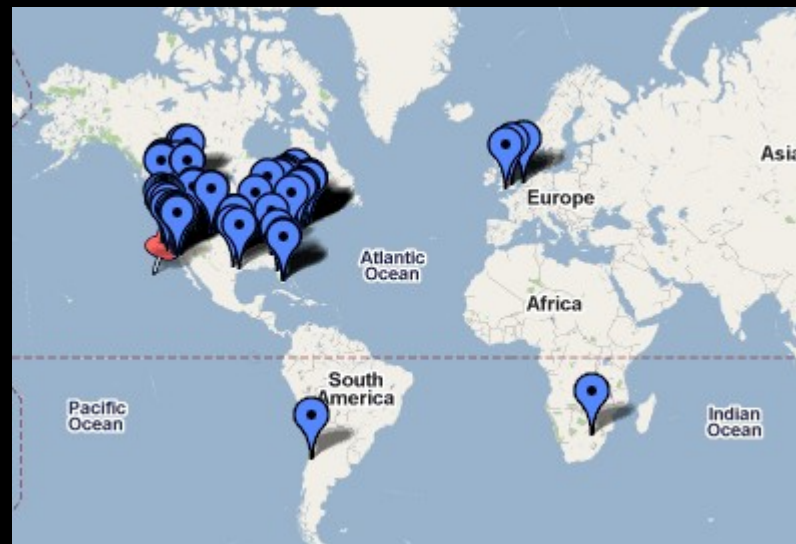 Asia
Europe
Atlantic
Ocean
Africa
South
America
Pacific
Ocean
Indian
Ocean